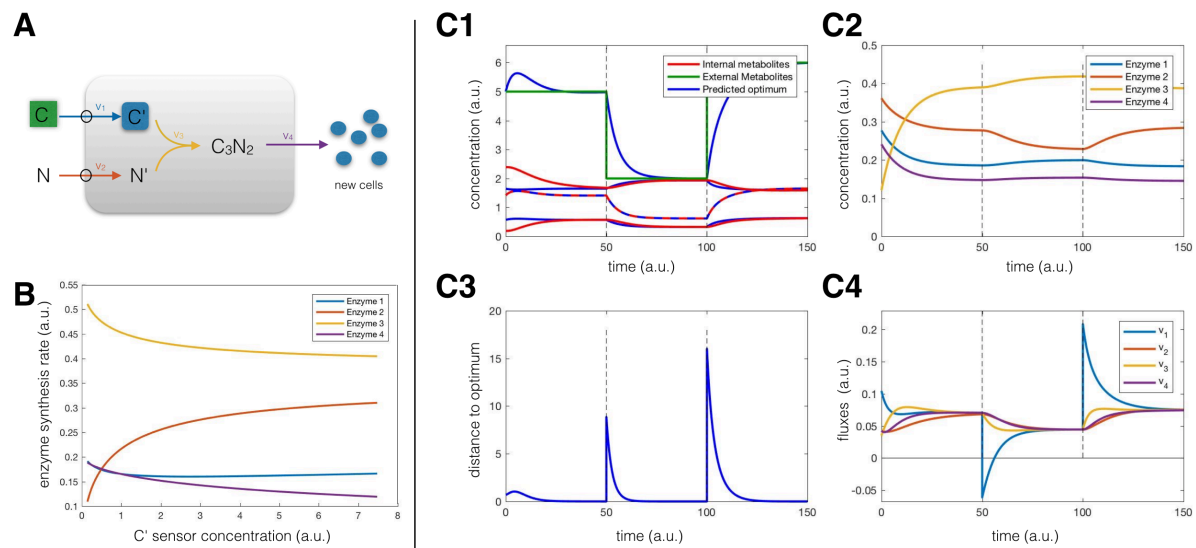 A
C
v₁
C'
v₃
C₃N₂
v₄
N
v₂
N'
new cells
B
enzyme synthesis rate (a.u.)
0.55
0.5
0.45
0.4
0.35
0.3
0.25
0.2
0.15
0.1
0 1 2 3 4 5 6 7 8
C' sensor concentration (a.u.)
Enzyme 1
Enzyme 2
Enzyme 3
Enzyme 4
C1
concentration (a.u.)
6
5
4
3
2
1
0
0 50 100 150
time (a.u.)
Internal metabolites
External Metabolites
Predicted optimum
C2
concentration (a.u.)
0.5
0.4
0.3
0.2
0.1
0
0 50 100 150
time (a.u.)
Enzyme 1
Enzyme 2
Enzyme 3
Enzyme 4
C3
distance to optimum
20
15
10
5
0
0 50 100 150
time (a.u.)
C4
fluxes (a.u.)
0.2
0.15
0.1
0.05
0
-0.05
0 50 100 150
time (a.u.)
v₁
v₂
v₃
v₄